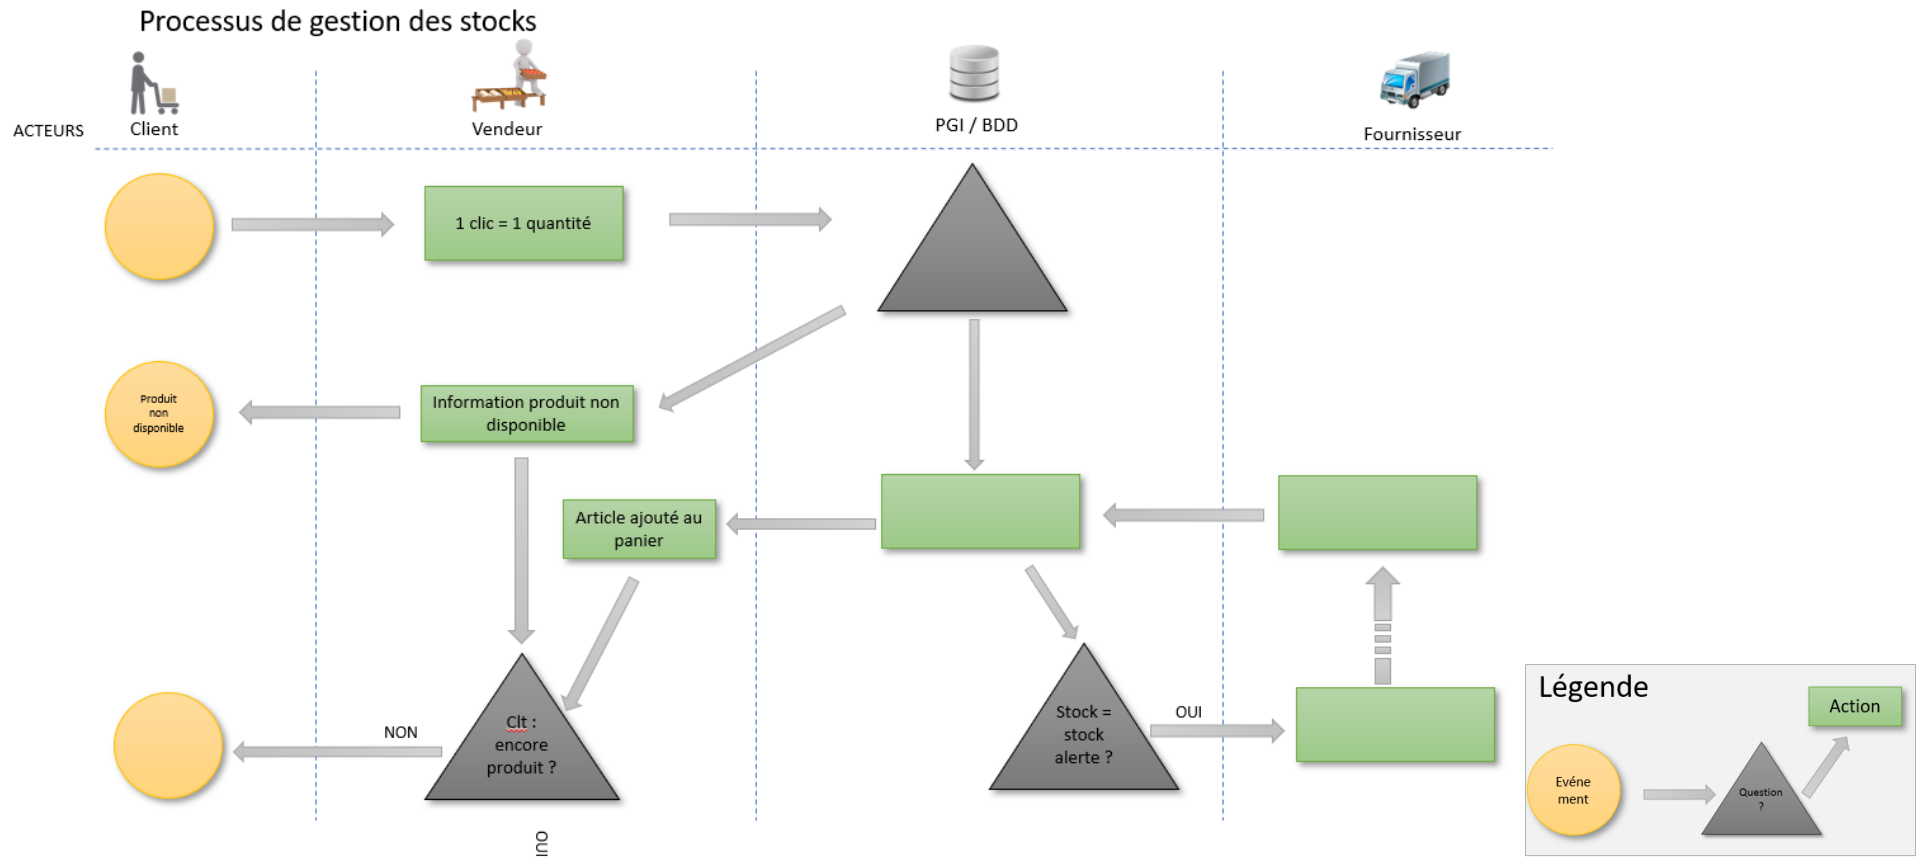 Processus de gestion des stocks
ACTEURS
Client
Vendeur
PGI / BDD
Fournisseur
1 clic = 1 quantité
Produit
non
disponible
Information produit non
disponible
Article ajouté au
panier
Clt :
encore
produit ?
NON
OUI
Stock =
stock
alerte ?
OUI
Légende
Action
Evéne
ment
Question
?